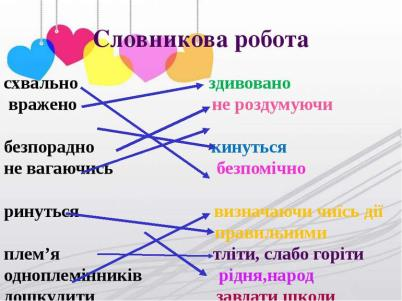 Словникова робота
схвально здивовано
вражено не роздумуючи
безпорадно кинуться
не вагаючись безпомічно
ринуться визначаючи чиїсь дії
правильними
плем’я тліти, слабо горіти
одноплемінників рідня,народ
дошкулити завдати шкоди